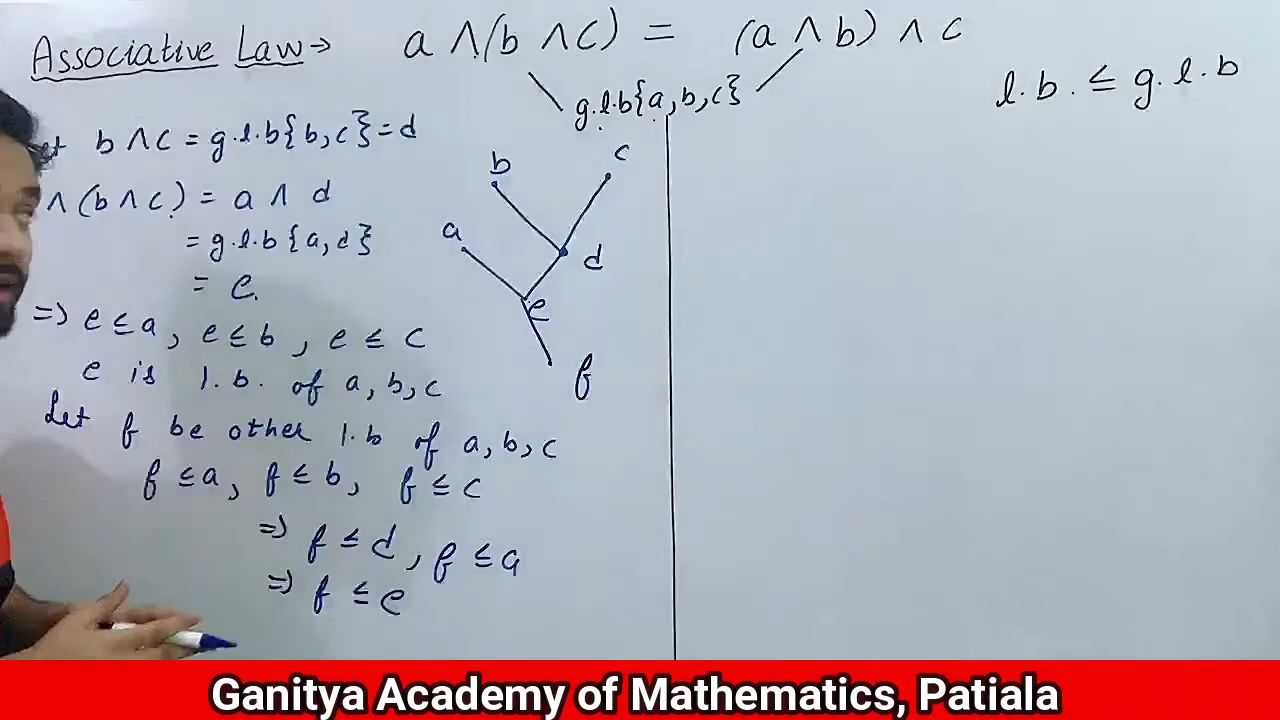 Associative Law → a ∧ (b ∧ c) = (a ∧ b) ∧ c
g.l.b{a, b, c}
l.b. ≤ g.l.b
b ∧ c = g.l.b{b, c} = d
∧ (b ∧ c) = a ∧ d
= g.l.b {a, d}
= e.
⇒ e ≤ a, e ≤ b, e ≤ c
e is l.b. of a, b, c
Let f be other l.b of a, b, c
f ≤ a, f ≤ b, f ≤ c
⇒ f ≤ d, f ≤ a
⇒ f ≤ e
b c
a
d
e
f
Ganitya Academy of Mathematics, Patiala